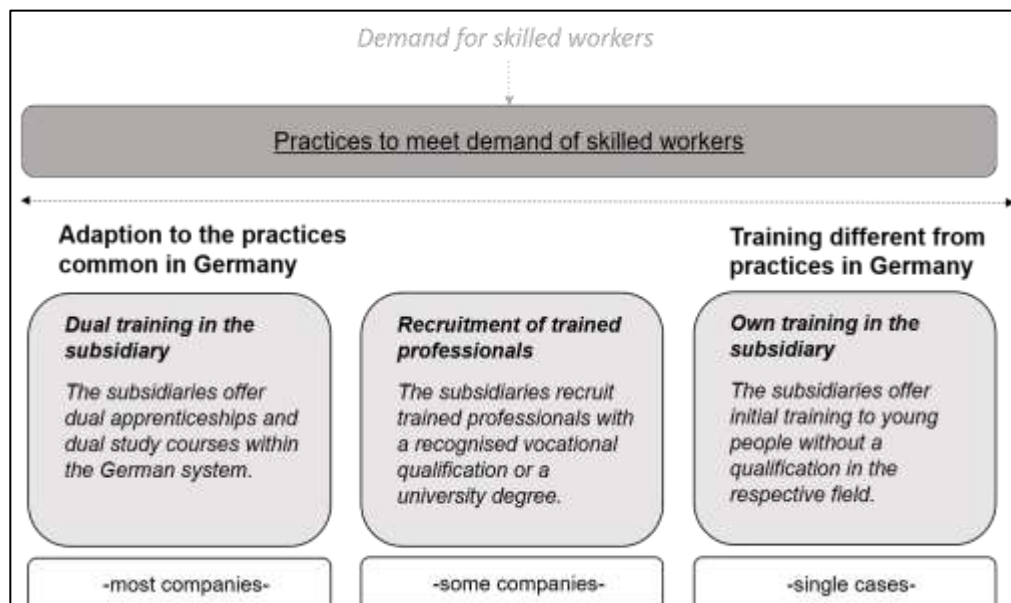 Demand for skilled workers
Practices to meet demand of skilled workers
Adaption to the practices
common in Germany
Training different from
practices in Germany
Dual training in the
subsidiary
The subsidiaries offer
dual apprenticeships and
dual study courses within
the German system.
Recruitment of trained
professionals
The subsidiaries recruit
trained professionals with
a recognised vocational
qualification or a
university degree.
Own training in the
subsidiary
The subsidiaries offer
initial training to young
people without a
qualification in the
respective field.
-most companies-
-some companies-
-single cases-